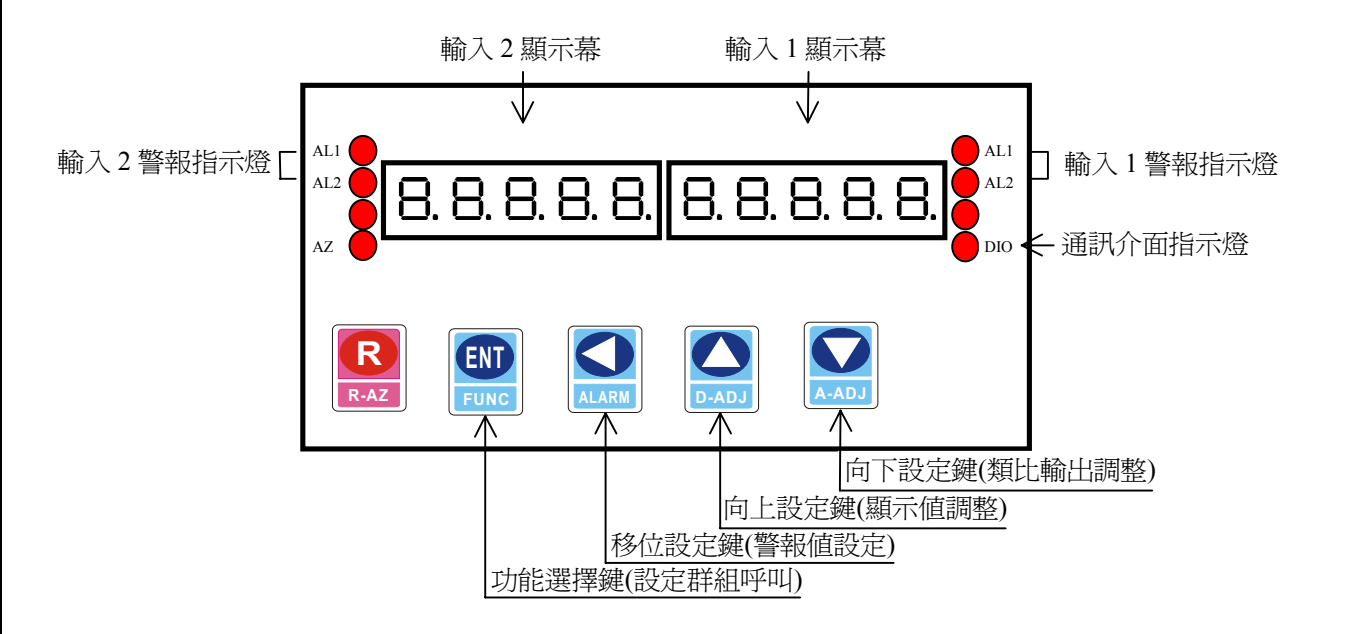 輸入 2 顯示幕
輸入 1 顯示幕
AL1
AL1
輸入 2 警報指示燈
輸入 1 警報指示燈
AL2
AL2
8.8.8.8.8.
8.8.8.8.8.
AZ
DIO
通訊介面指示燈
R
ENT
R-AZ
FUNC
ALARM
D-ADJ
A-ADJ
向下設定鍵(類比輸出調整)
向上設定鍵(顯示值調整)
移位設定鍵(警報值設定)
功能選擇鍵(設定群組呼叫)